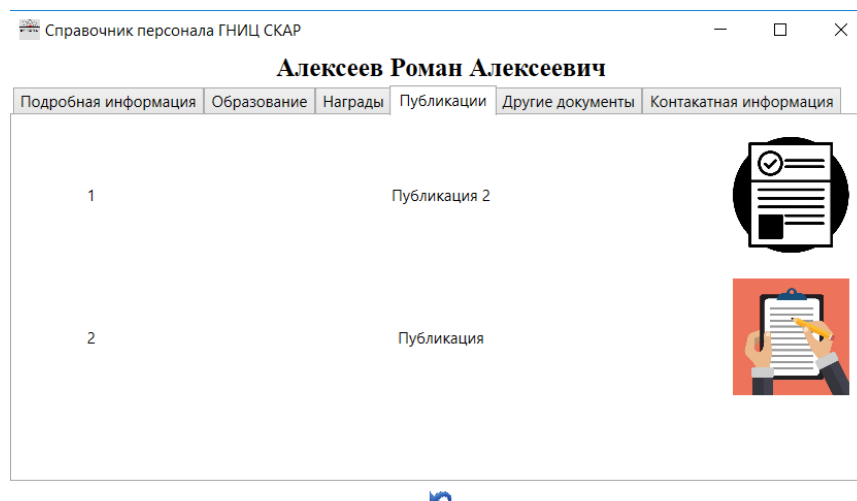 Справочник персонала ГНИЦ СКАР
Алексеев Роман Алексеевич
Подробная информация Образование Награды Публикации Другие документы Контакатная информация
1 Публикация 2
2 Публикация